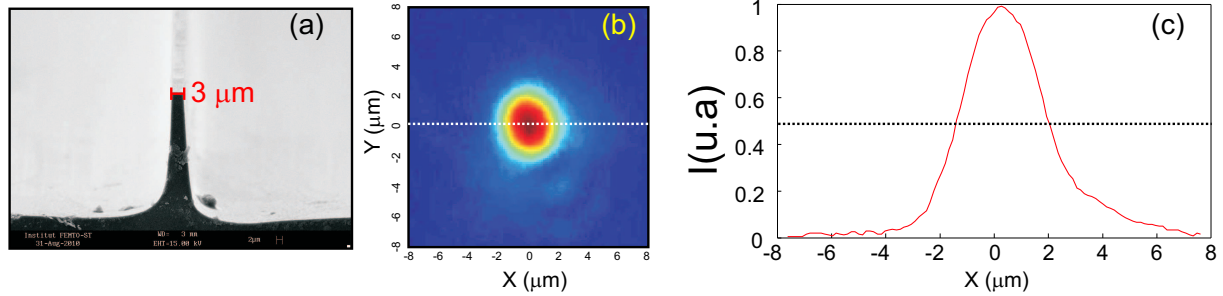 (a)
3 μm
Institut FEMTO-ST
31-Aug-2010
WD= 3 mm
EHT=15.00 kV
2μm
(b)
Y (μm)
8
6
4
2
0
-2
-4
-6
-8
-8 -6 -4 -2 0 2 4 6 8
X (μm)
(c)
I(u.a)
1
0.8
0.6
0.4
0.2
0
-8 -6 -4 -2 0 2 4 6 8
X (μm)